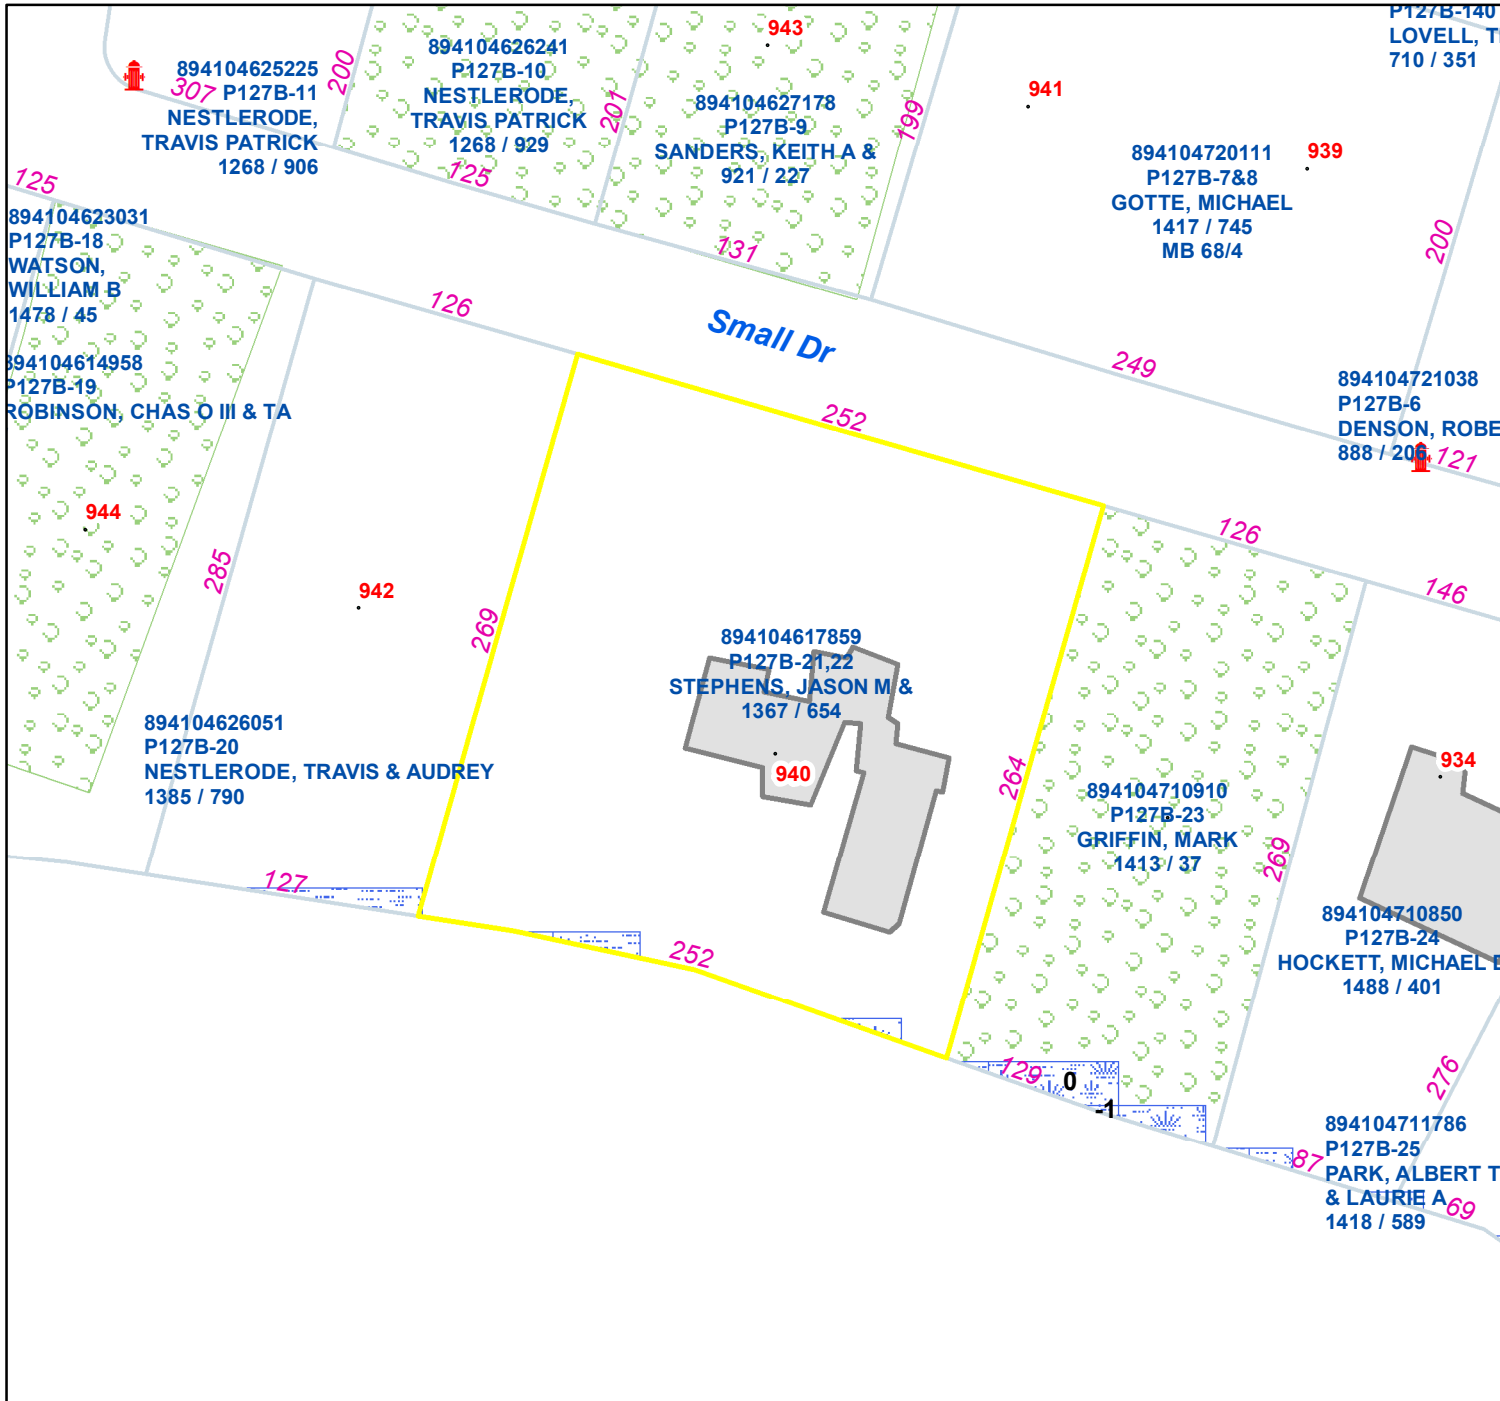 P127B-140
LOVELL, T
710 / 351
943
894104625225
P127B-11
NESTLERODE,
TRAVIS PATRICK
1268 / 906
307
200
894104626241
P127B-10
NESTLERODE,
TRAVIS PATRICK
1268 / 929
201
894104627178
P127B-9
SANDERS, KEITH A &
921 / 227
199
941
939
894104720111
P127B-7&8
GOTTE, MICHAEL
1417 / 745
MB 68/4
200
125
125
131
894104623031
P127B-18
WATSON,
WILLIAM B
1478 / 45
126
Small Dr
249
894104614958
P127B-19
ROBINSON, CHAS O III & TA
894104721038
P127B-6
DENSON, ROBE
888 / 206
121
252
944
126
285
942
269
146
894104617859
P127B-21,22
STEPHENS, JASON M &
1367 / 654
940
894104626051
P127B-20
NESTLERODE, TRAVIS & AUDREY
1385 / 790
264
934
894104710910
P127B-23
GRIFFIN, MARK
1413 / 37
269
127
894104710850
P127B-24
HOCKETT, MICHAEL
1488 / 401
252
129
0
-1
276
894104711786
P127B-25
PARK, ALBERT T
& LAURIE A
1418 / 589
87
69